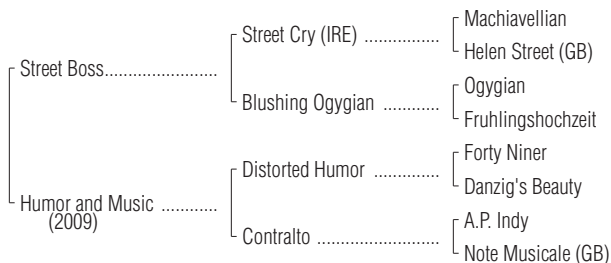 Machiavellian
Street Cry (IRE) ................
Helen Street (GB)
Street Boss........................
Ogygian
Blushing Ogygian ............
Fruhlingshochzeit
Forty Niner
Distorted Humor ..............
Danzig's Beauty
Humor and Music ............
(2009)
A.P. Indy
Contralto ..........................
Note Musicale (GB)